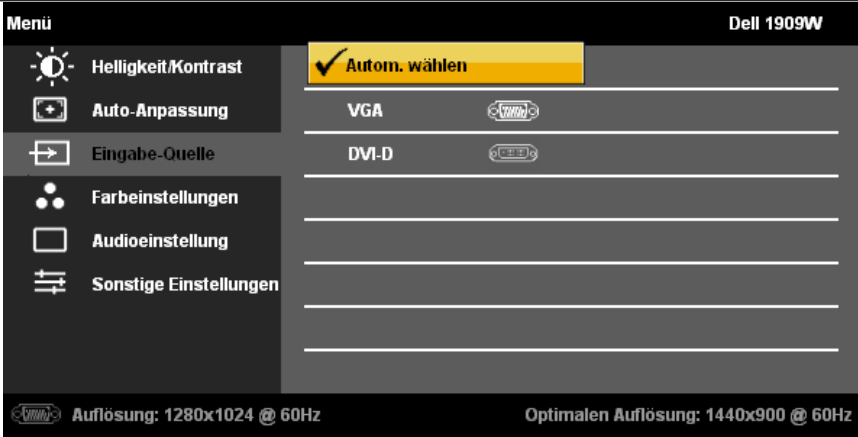 Menü Dell 1909W
Helligkeit/Kontrast
Autom. wählen
Auto-Anpassung
VGA
Eingabe-Quelle
DVI-D
Farbeinstellungen
Audioeinstellung
Sonstige Einstellungen
Auflösung: 1280x1024 @ 60Hz Optimalen Auflösung: 1440x900 @ 60Hz